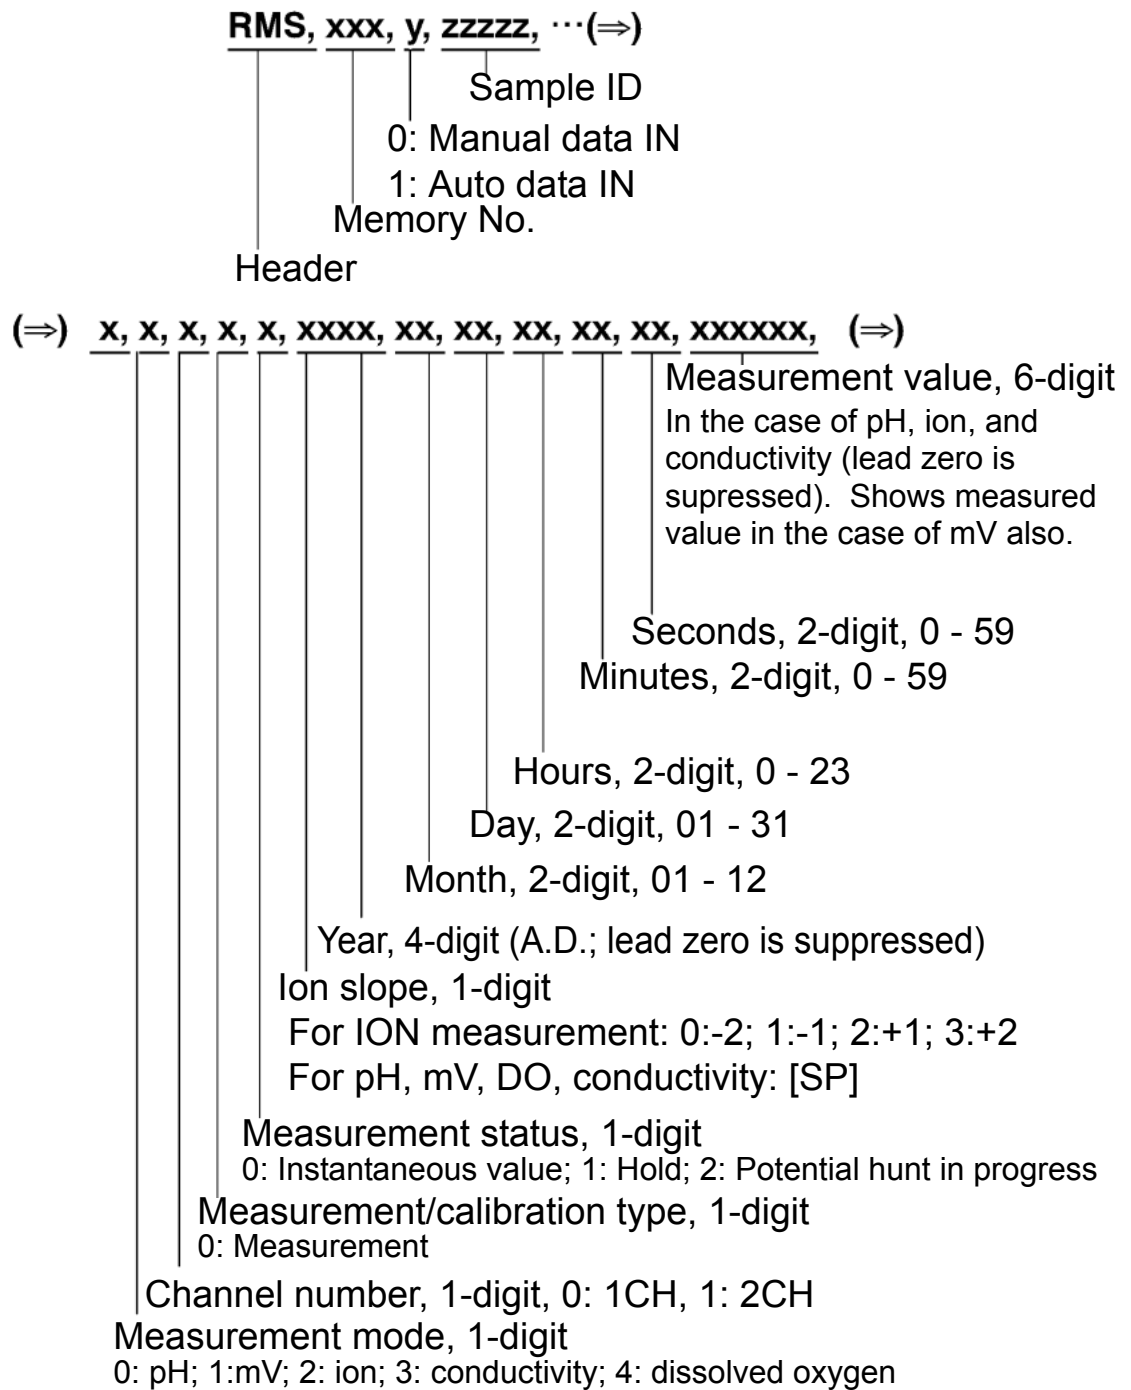 RMS, xxx, y, zzzzz, ···(⇒)
Sample ID
0: Manual data IN
1: Auto data IN
Memory No.
Header
(⇒) x, x, x, x, x, xxxx, xx, xx, xx, xx, xx, xxxxxx, (⇒)
Measurement value, 6-digit
In the case of pH, ion, and
conductivity (lead zero is
supressed). Shows measured
value in the case of mV also.
Seconds, 2-digit, 0 - 59
Minutes, 2-digit, 0 - 59
Hours, 2-digit, 0 - 23
Day, 2-digit, 01 - 31
Month, 2-digit, 01 - 12
Year, 4-digit (A.D.; lead zero is suppressed)
Ion slope, 1-digit
For ION measurement: 0:-2; 1:-1; 2:+1; 3:+2
For pH, mV, DO, conductivity: [SP]
Measurement status, 1-digit
0: Instantaneous value; 1: Hold; 2: Potential hunt in progress
Measurement/calibration type, 1-digit
0: Measurement
Channel number, 1-digit, 0: 1CH, 1: 2CH
Measurement mode, 1-digit
0: pH; 1:mV; 2: ion; 3: conductivity; 4: dissolved oxygen